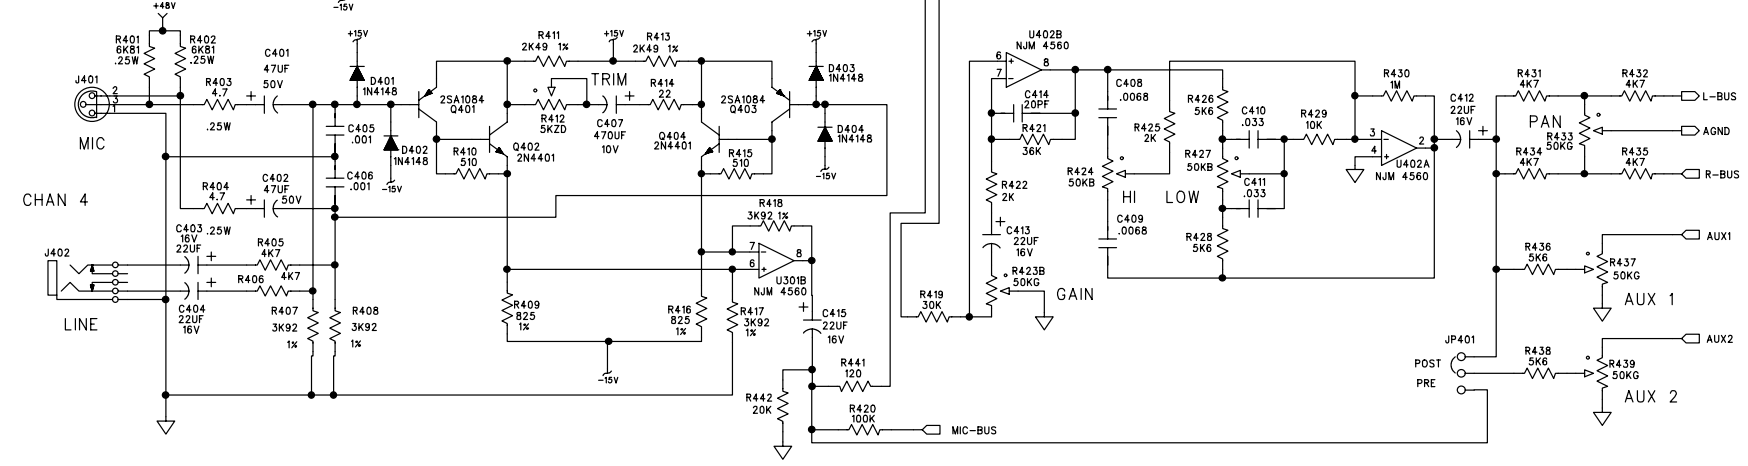 +48V
-15V
R401
6K81
.25W
R402
6K81
.25W
J401
2
3
1
MIC
R403
4.7
.25W
C401
47UF
50V
+
+15V
D401
1N4148
C405
.001
D402
1N4148
-15V
C406
.001
R404
4.7
.25W
C402
47UF
50V
+
CHAN 4
J402
LINE
C403
16V
22UF
+
C404
22UF
16V
+
R405
4K7
R406
4K7
R407
3K92
1%
R408
3K92
1%
2SA1084
Q401
R410
510
Q402
2N4401
R411
2K49 1%
+15V
R413
2K49 1%
TRIM
R412
5KZD
C407
470UF
10V
+
R414
22
2SA1084
Q403
Q404
2N4401
R415
510
+15V
D403
1N4148
D404
1N4148
-15V
R409
825
1%
R416
825
1%
R417
3K92
1%
-15V
R418
3K92 1%
7
6
8
-
+
U301B
NJM 4560
+
C415
22UF
16V
R441
120
R442
20K
R420
100K
MIC-BUS
R419
30K
U402B
NJM 4560
6
7
8
+
-
C414
20PF
R421
36K
R422
2K
+
C413
22UF
16V
R423B
50KG
GAIN
C408
.0068
R424
50KB
HI
C409
.0068
R425
2K
R426
5K6
R427
50KB
LOW
R428
5K6
C410
.033
C411
.033
R429
10K
R430
1M
3
4
2
-
+
U402A
NJM 4560
C412
22UF
16V
+
R431
4K7
R432
4K7
L-BUS
PAN
R433
50KG
AGND
R434
4K7
R435
4K7
R-BUS
R436
5K6
R437
50KG
AUX1
AUX 1
JP401
POST
PRE
R438
5K6
R439
50KG
AUX2
AUX 2